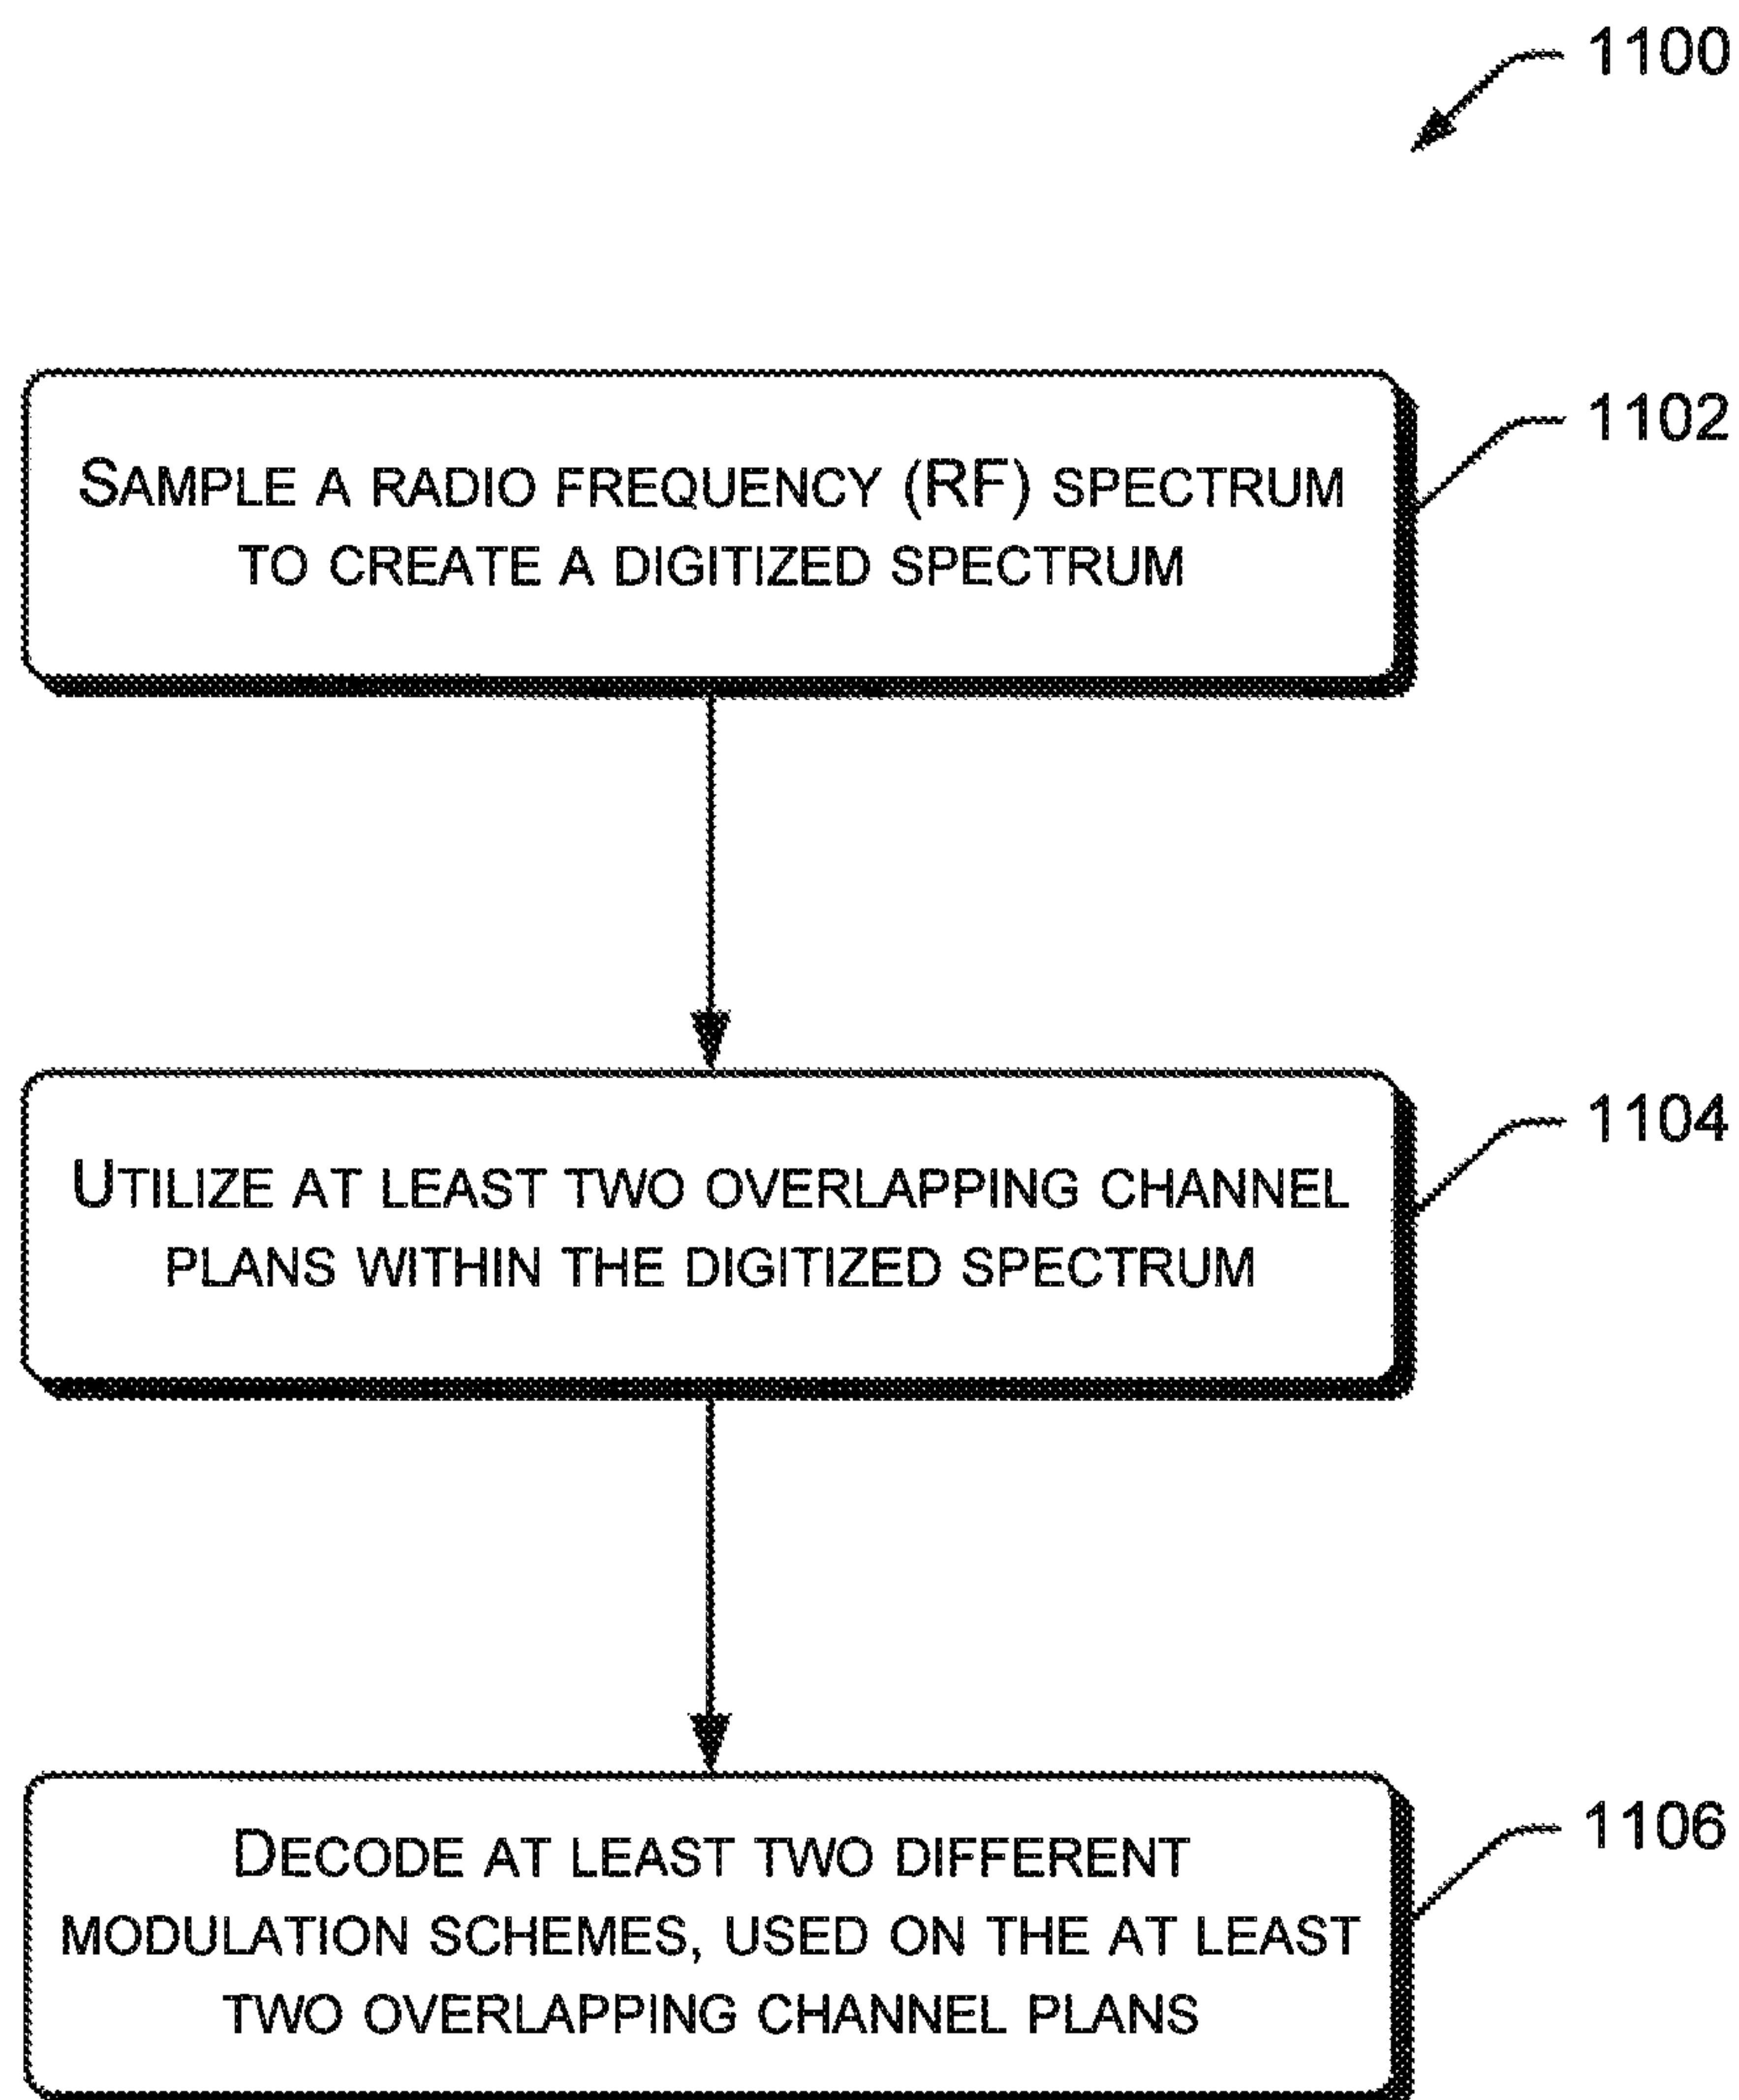 1100
SAMPLE A RADIO FREQUENCY (RF) SPECTRUM
TO CREATE A DIGITIZED SPECTRUM
1102
UTILIZE AT LEAST TWO OVERLAPPING CHANNEL
PLANS WITHIN THE DIGITIZED SPECTRUM
1104
DECODE AT LEAST TWO DIFFERENT
MODULATION SCHEMES, USED ON THE AT LEAST
TWO OVERLAPPING CHANNEL PLANS
1106